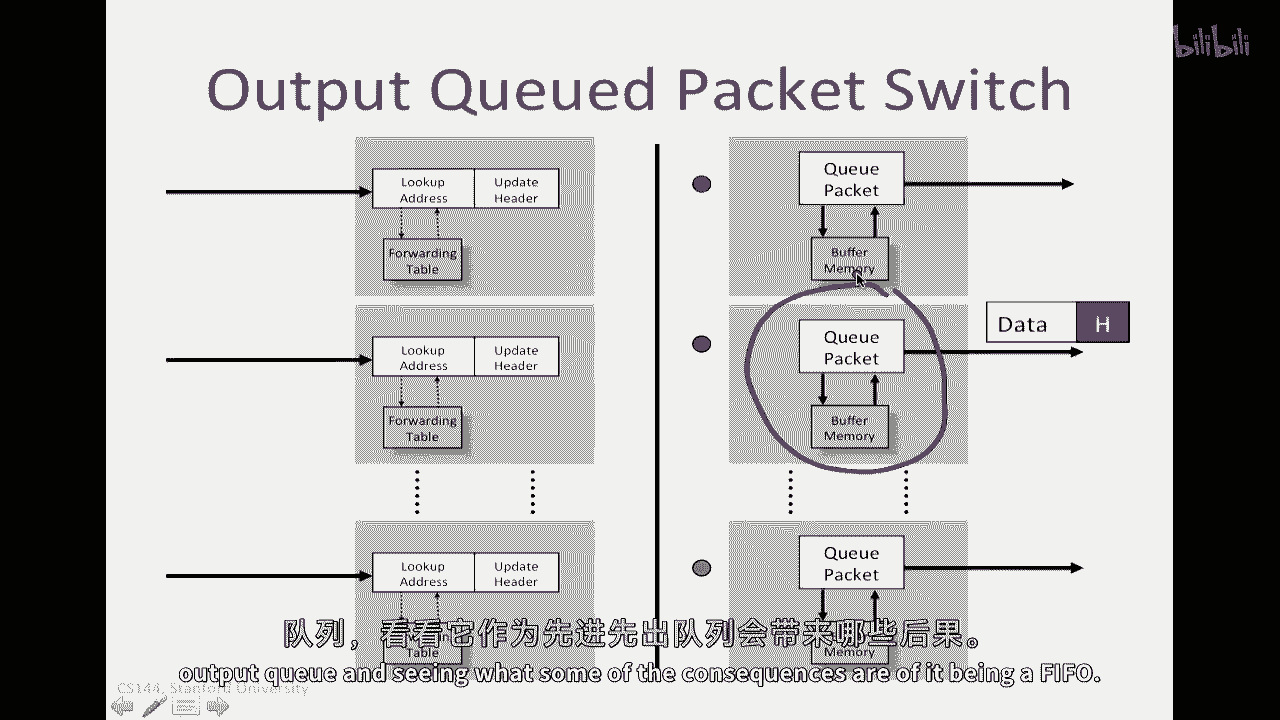 bilibili
Output Queued Packet Switch
Lookup
Address
Update
Header
Forwarding
Table
Queue
Packet
Buffer
Memory
Lookup
Address
Update
Header
Forwarding
Table
Queue
Packet
Buffer
Memory
Data
H
Lookup
Address
Update
Header
Table
Queue
Packet
Memory
队列，看看它作为先进先出队列会带来哪些后果。
output queue and seeing what some of the consequences are of it being a FIFO.
CS144, Stanford University